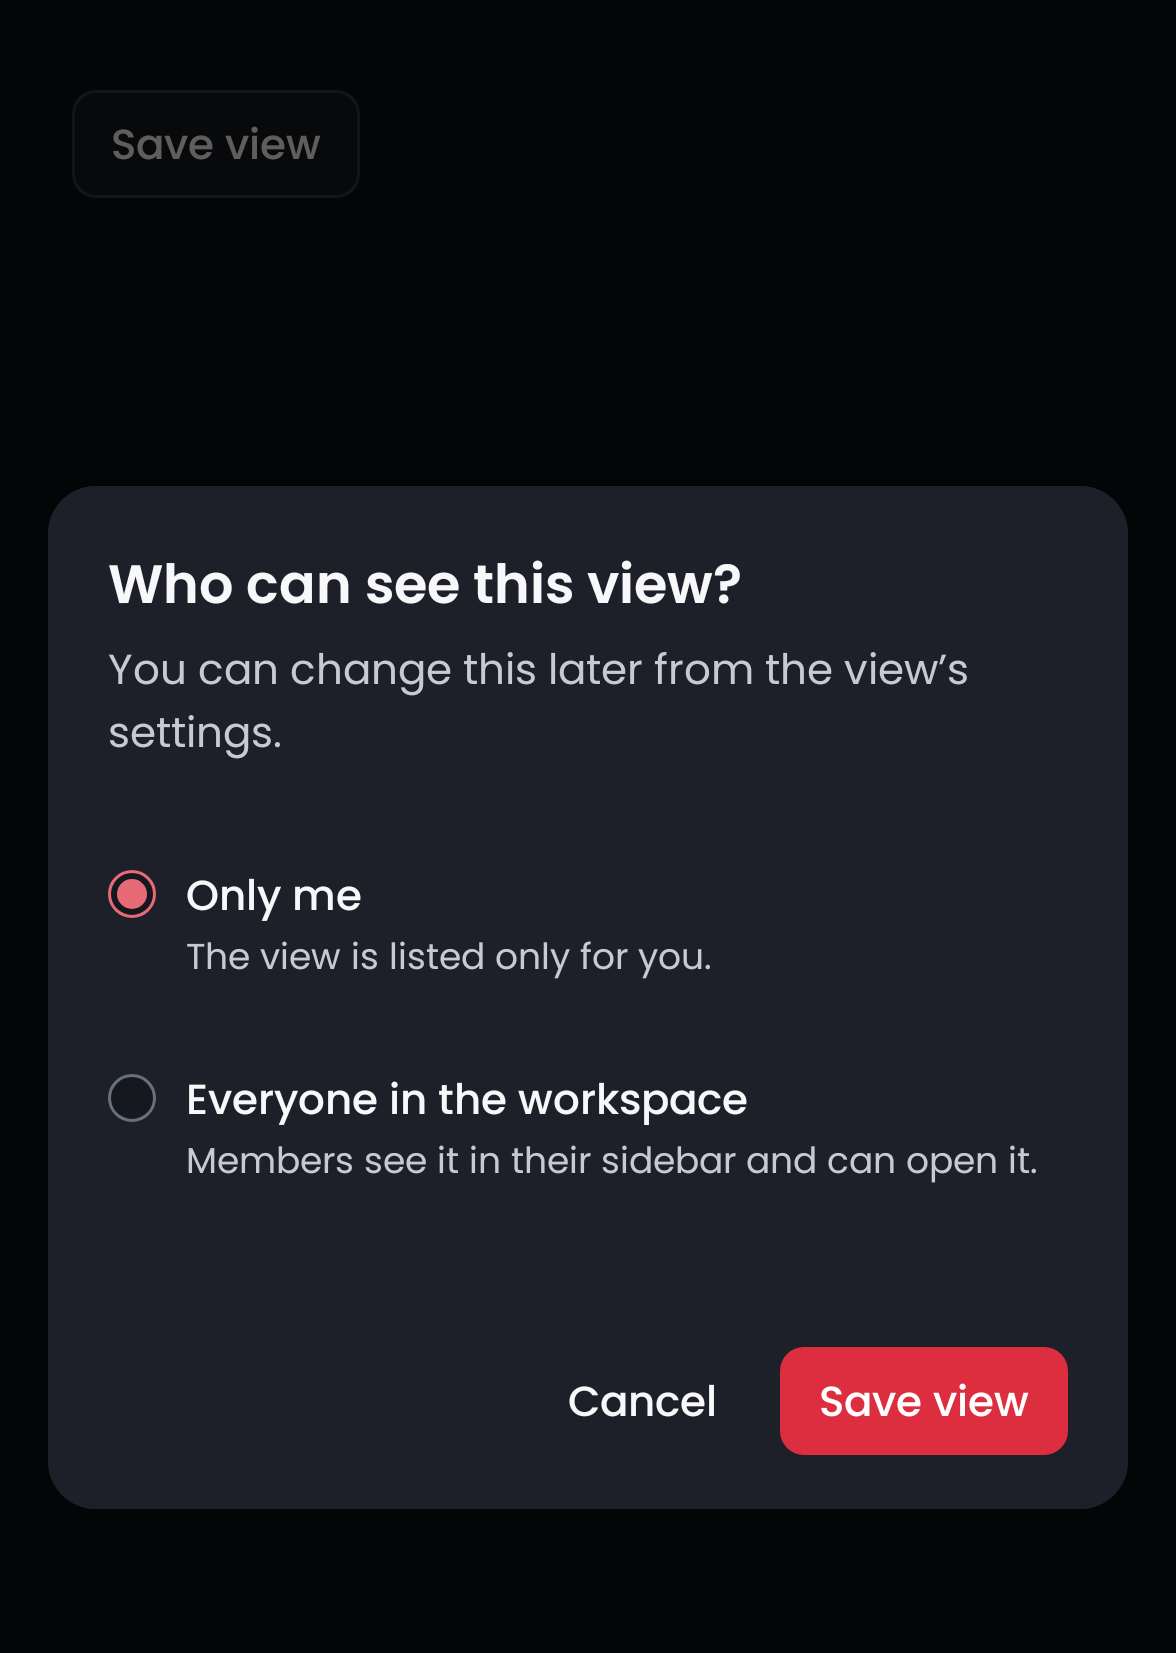 Save view
Who can see this view?
You can change this later from the view’s
settings.
Only me
The view is listed only for you.
Everyone in the workspace
Members see it in their sidebar and can open it.
Cancel
Save view